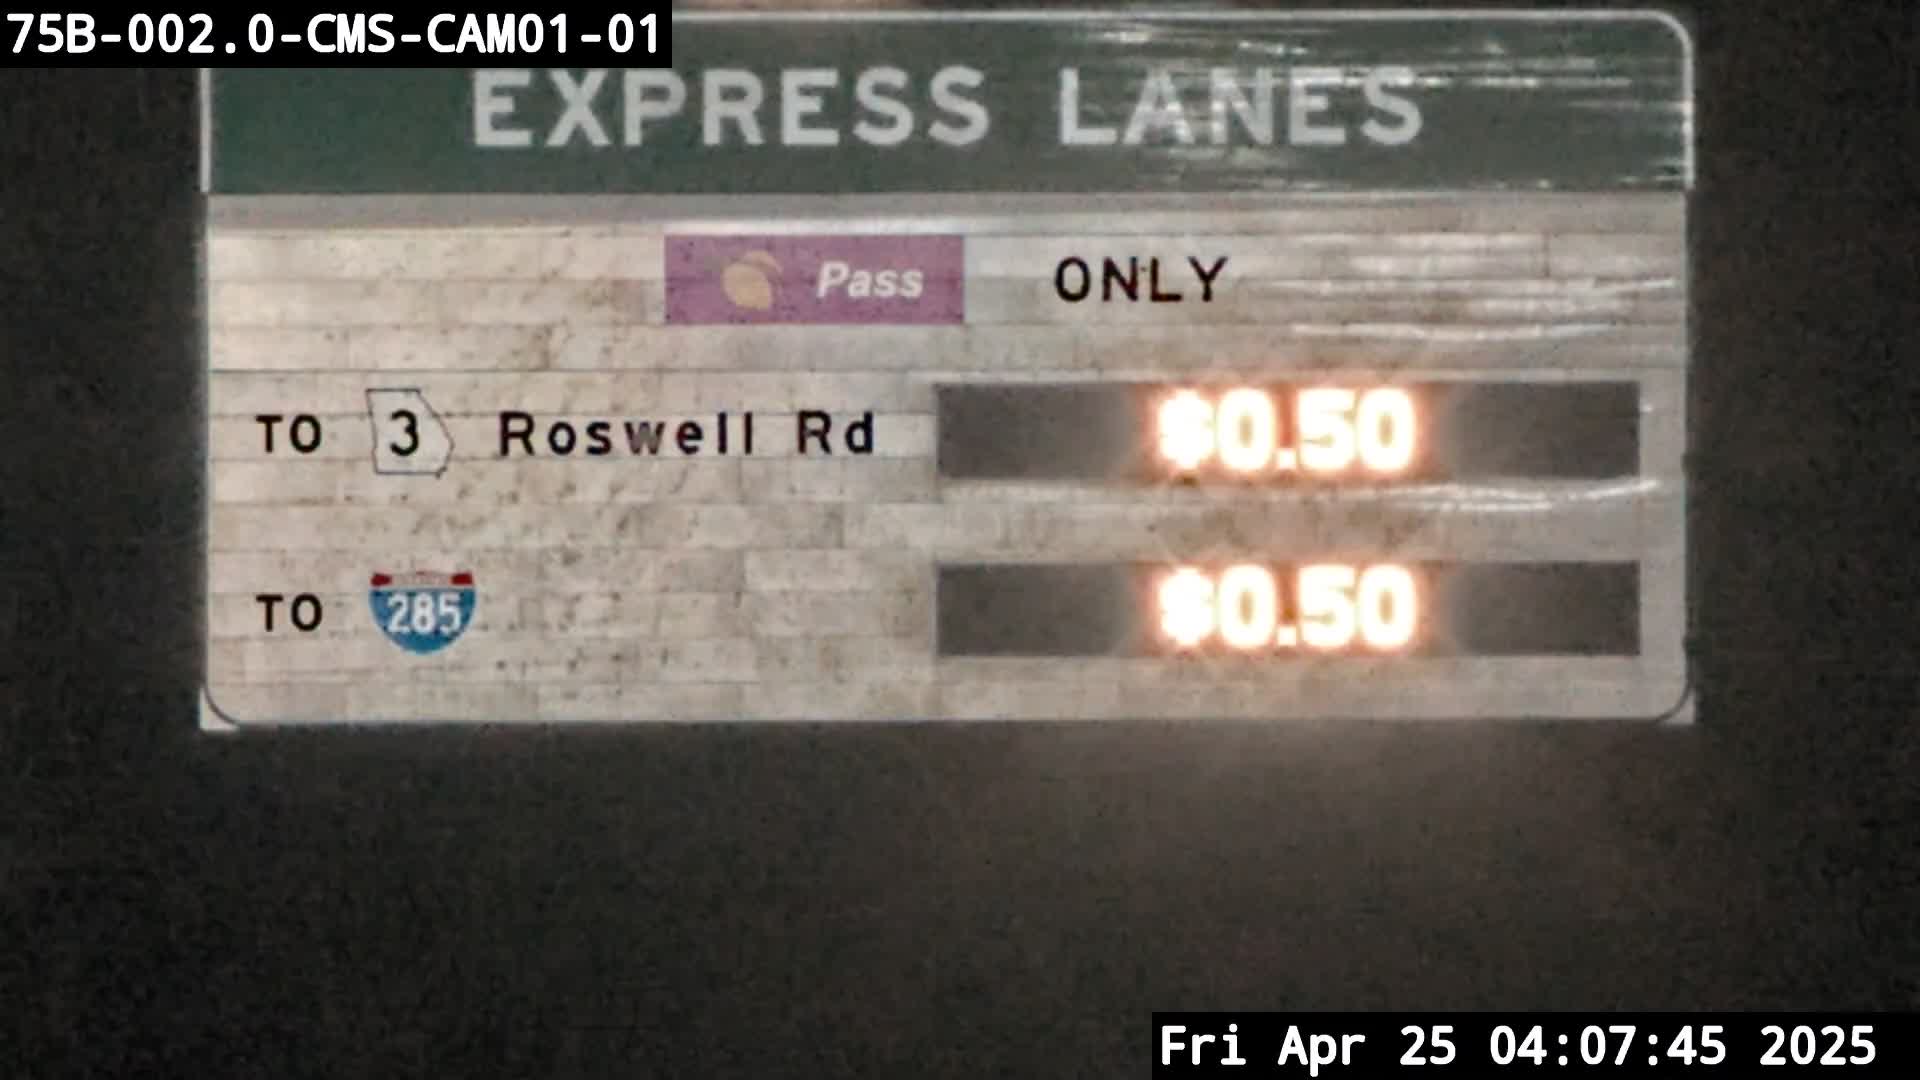 75B-002.0-CMS-CAM01-01
EXPRESS LANES
Pass ONLY
TO 3 Roswell Rd $0.50
TO 285 $0.50
Fri Apr 25 04:07:45 2025